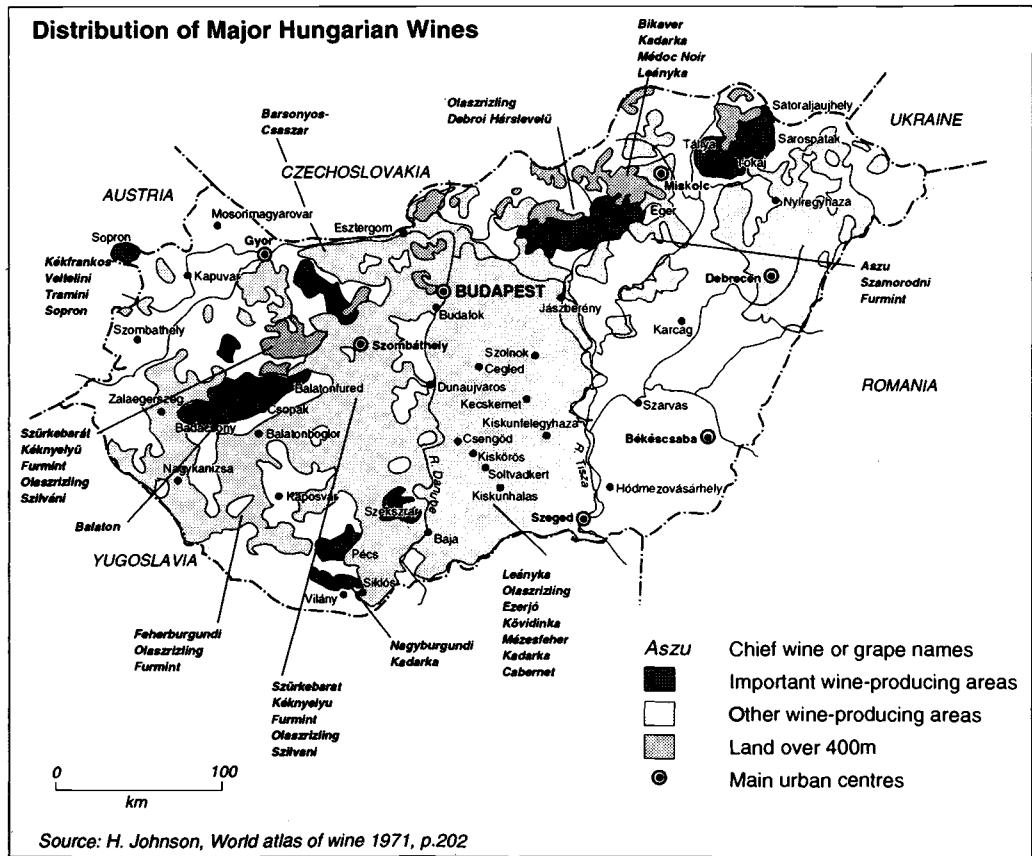 Distribution of Major Hungarian Wines
Bikaver
Kadarka
Médoc Noir
Leányka
Olaszrizling
Debroi Hárslevelü
Barsonyos-
Csaszar
CZECHOSLOVAKIA
AUSTRIA
UKRAINE
Satoraljaujhely
Sarospatak
Tállya
Tokaj
Miskolc
Nyiregyhaza
Eger
Mosonmagyarovar
Sopron
Gyor
Esztergom
Kékfrankos
Veltelini
Tramini
Sopron
Kapuvar
BUDAPEST
Budafok
Jászberény
Debrecen
Aszu
Szamorodni
Furmint
Szombathely
Szombáthely
Karcag
Szolnok
Cegled
ROMANIA
Zalaegerszeg
Balatonfured
Csopak
Badacsony
Balatonboglor
Dunaujvaros
Kecskemet
Szarvas
Kiskunfelegyhaza
Békéscsaba
Csengöd
Kiskörös
Soltvadkert
Kiskunhalas
R. Danube
R. Tisza
Hódmezovásárhely
Szürkebarát
Kéknyelyü
Furmint
Olaszrizling
Szilváni
Nagykanizsa
Balaton
Kaposvar
Szeksztar
Szeged
Baja
YUGOSLAVIA
Pécs
Siklós
Vilány
Feherburgundi
Olaszrizling
Furmint
Szürkebarat
Kéknyelyu
Furmint
Olaszrizling
Szilvani
Nagyburgundi
Kadarka
Leányka
Olaszrizling
Ezerjó
Kövidinka
Mézesfeher
Kadarka
Cabernet
Aszu Chief wine or grape names
Important wine-producing areas
Other wine-producing areas
Land over 400m
Main urban centres
0 100
km
Source: H. Johnson, World atlas of wine 1971, p.202